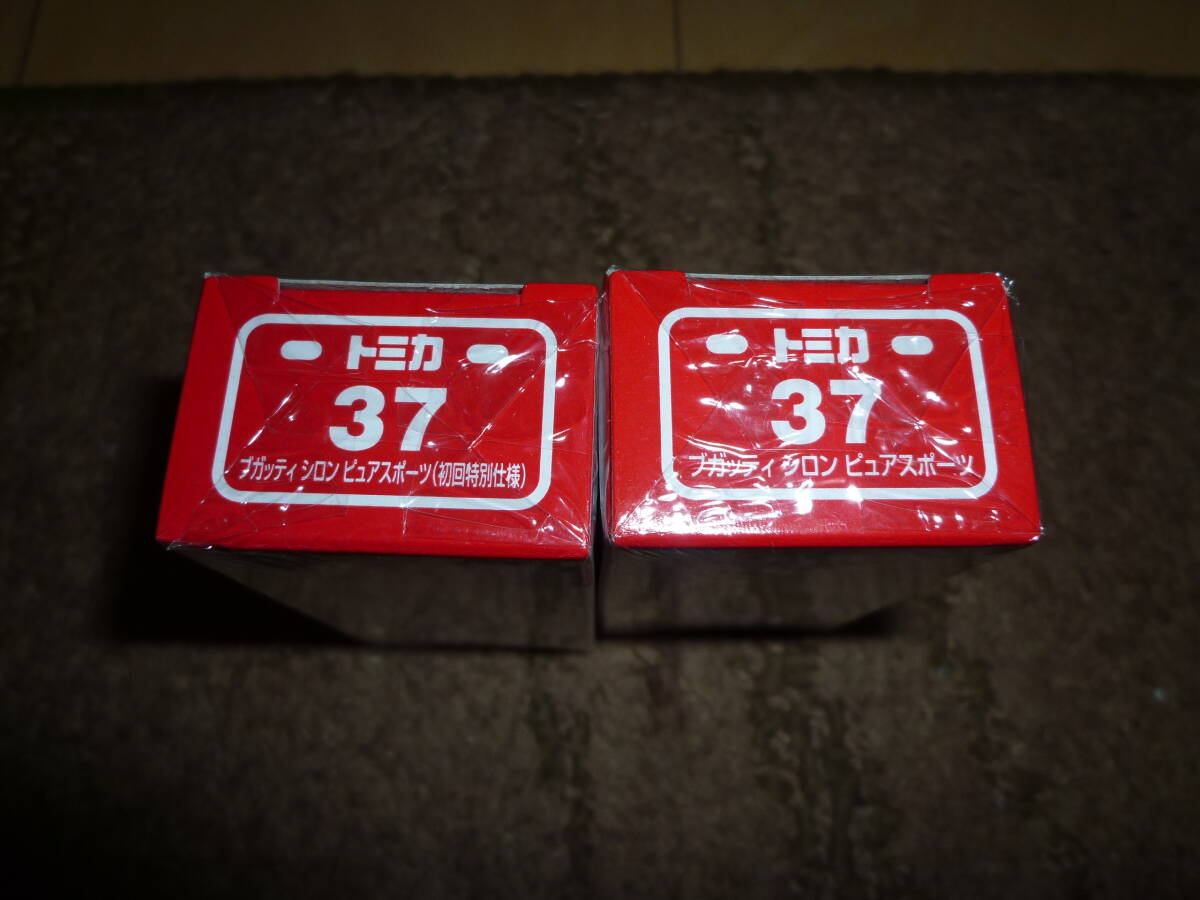 トミカ
37
ブガッティ シロン ピュアスポーツ(初回特別仕様)
トミカ
37
ブガッティ シロン ピュアスポーツ